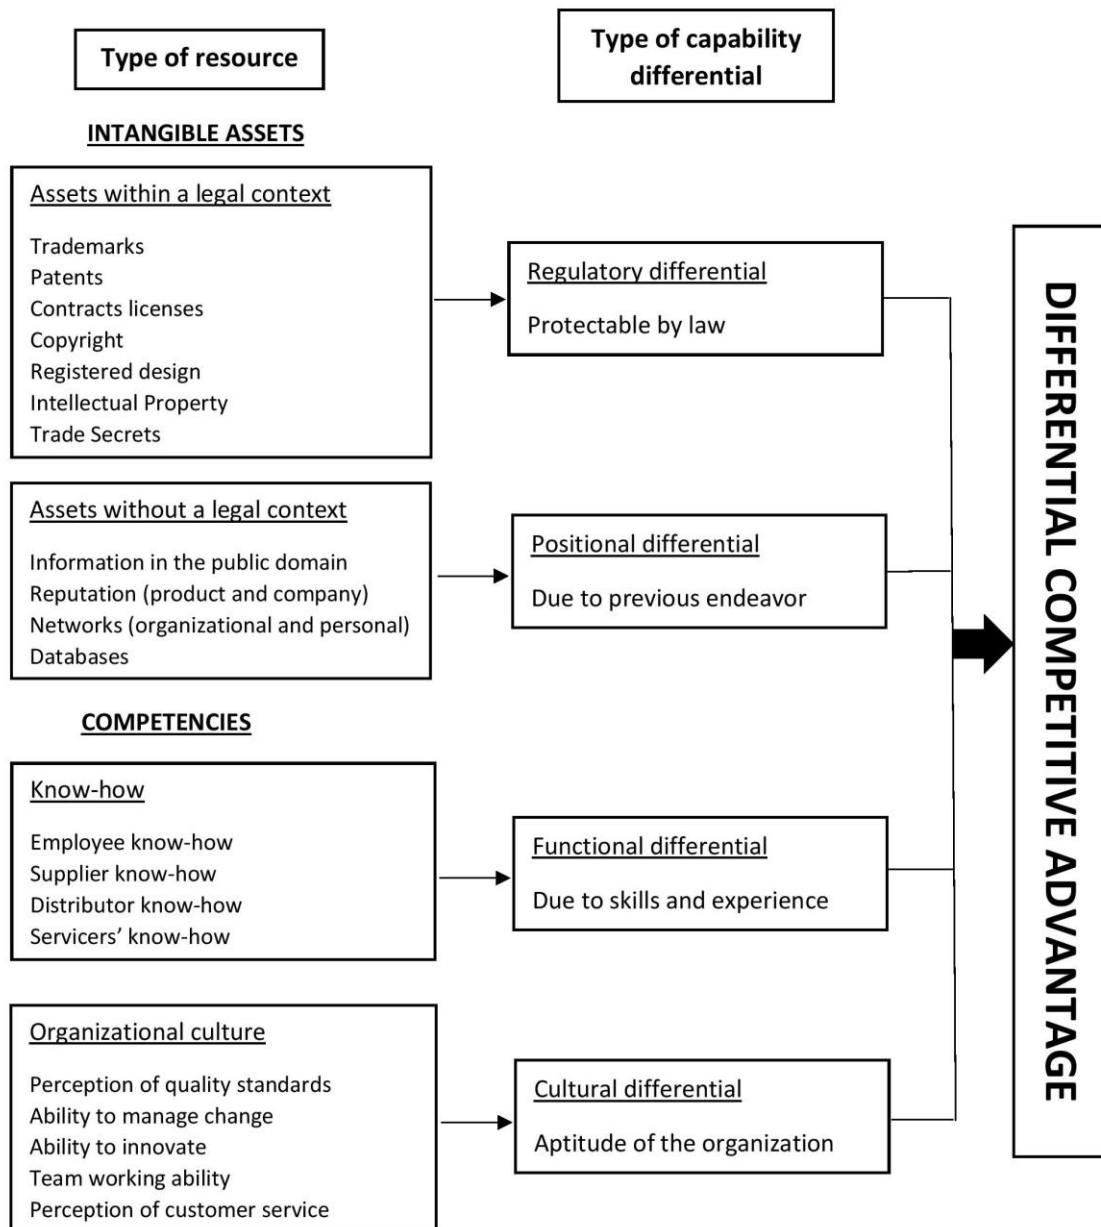 Type of resource
Type of capability
differential
INTANGIBLE ASSETS
Assets within a legal context
Trademarks
Patents
Contracts licenses
Copyright
Registered design
Intellectual Property
Trade Secrets
Regulatory differential
Protectable by law
Assets without a legal context
Information in the public domain
Reputation (product and company)
Networks (organizational and personal)
Databases
Positional differential
Due to previous endeavor
COMPETENCIES
Know-how
Employee know-how
Supplier know-how
Distributor know-how
Servicers’ know-how
Functional differential
Due to skills and experience
Organizational culture
Perception of quality standards
Ability to manage change
Ability to innovate
Team working ability
Perception of customer service
Cultural differential
Aptitude of the organization
DIFFERENTIAL COMPETITIVE ADVANTAGE